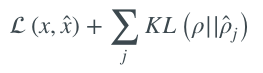 ℒ (x, x̂) + ∑_j KL (ρ||ρ̂_j)